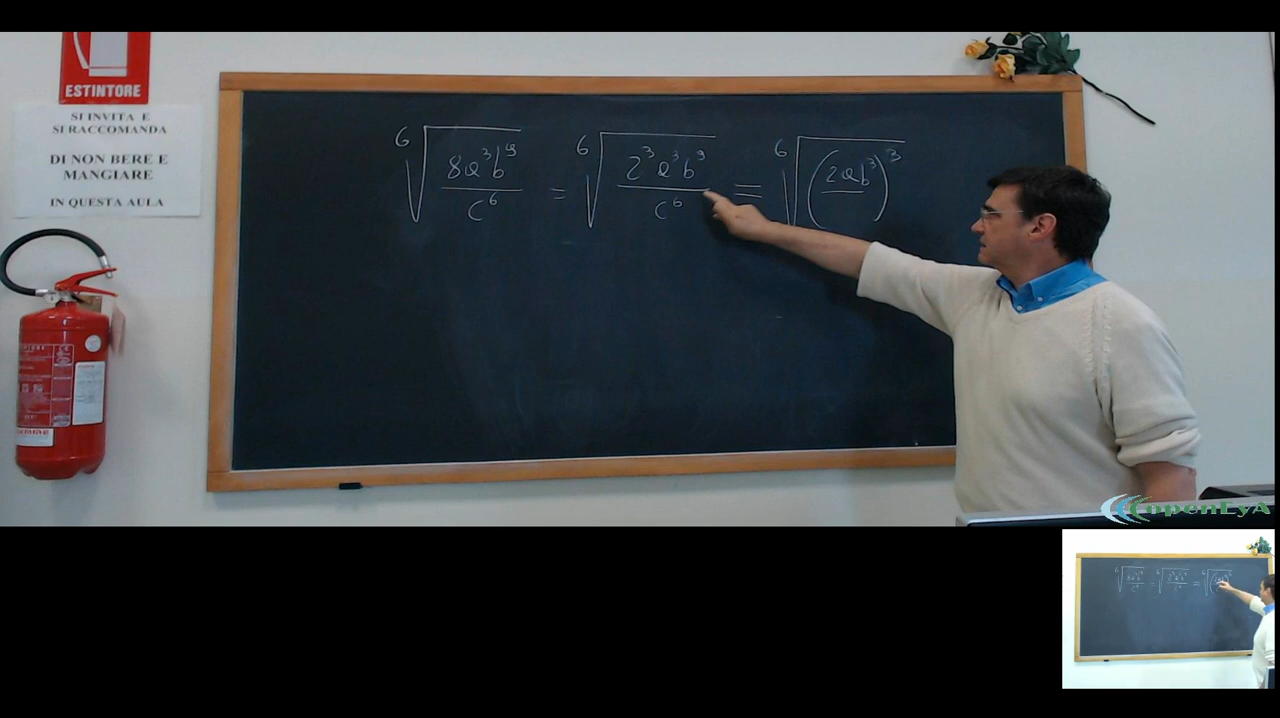 ESTINTORE
SI INVITA E
SI RACCOMANDA
DI NON BERE E
MANGIARE
IN QUESTA AULA
⁶√(8a³b⁹/c⁶) = ⁶√(2³a³b⁹/c⁶) = ⁶√(2ab³/ )³
openEyA